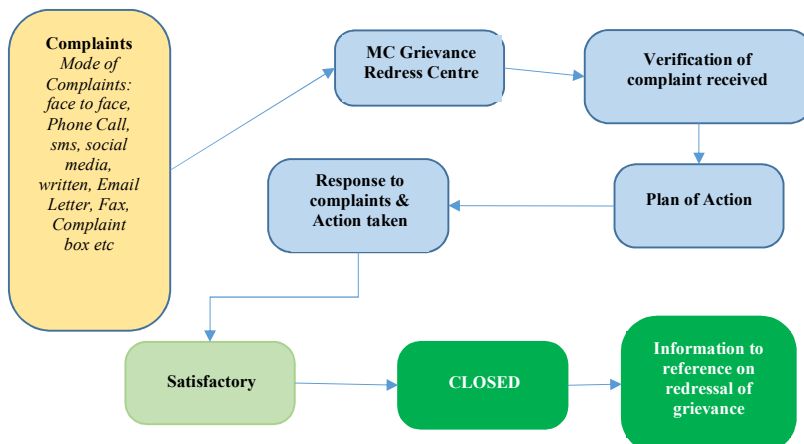 Complaints
Mode of
Complaints:
face to face,
Phone Call,
sms, social
media,
written, Email
Letter, Fax,
Complaint
box etc
MC Grievance
Redress Centre
Verification of
complaint received
Plan of Action
Response to
complaints &
Action taken
Satisfactory
CLOSED
Information to
reference on
redressal of
grievance